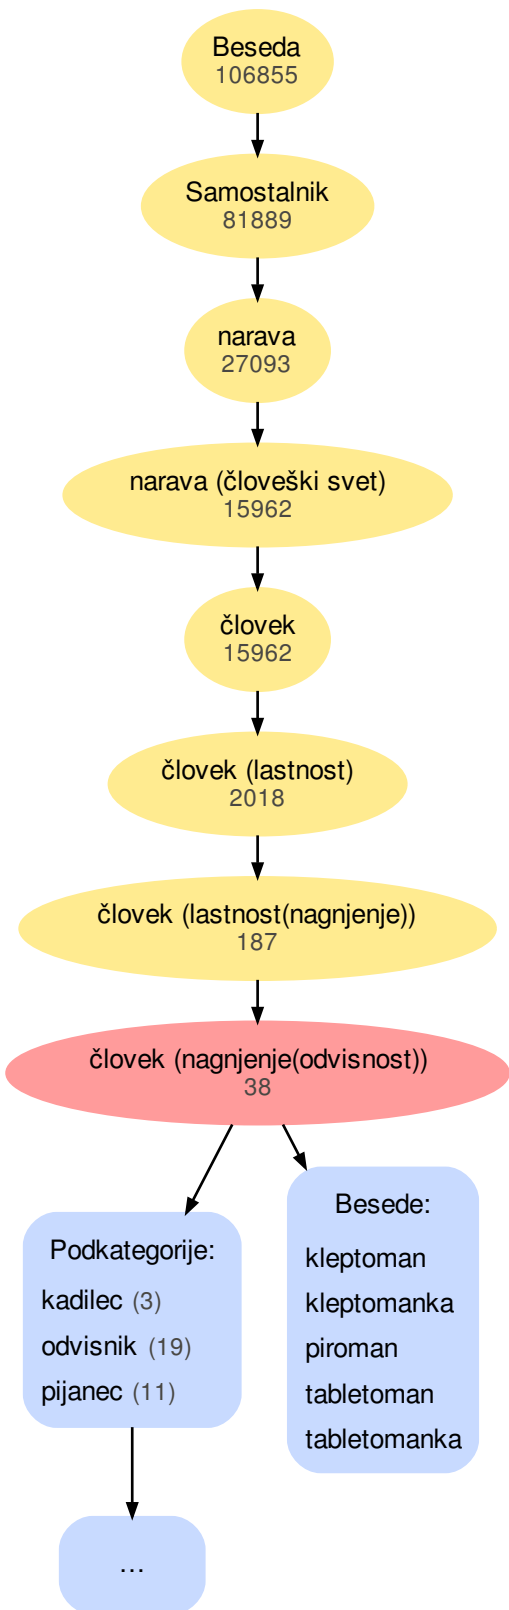 Beseda
106855
Samostalnik
81889
narava
27093
narava (človeški svet)
15962
človek
15962
človek (lastnost)
2018
človek (lastnost(nagnjenje))
187
človek (nagnjenje(odvisnost))
38
Podkategorije:
kadilec (3)
odvisnik (19)
pijanec (11)
Besede:
kleptoman
kleptomanka
piroman
tabletoman
tabletomanka
…